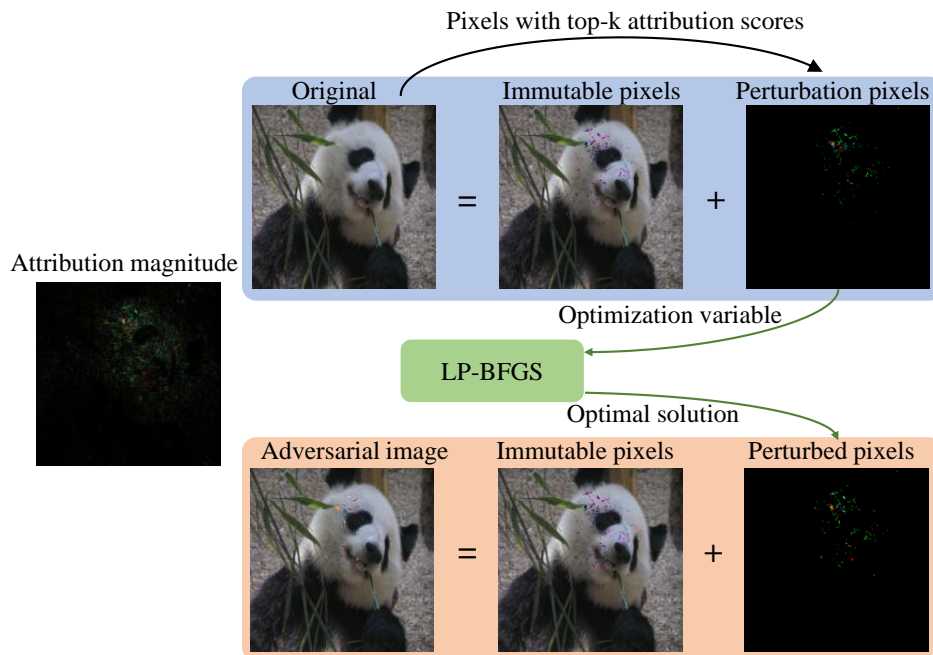 Pixels with top-k attribution scores
Original
Immutable pixels
Perturbation pixels
=
+
Attribution magnitude
Optimization variable
LP-BFGS
Optimal solution
Adversarial image
Immutable pixels
Perturbed pixels
=
+